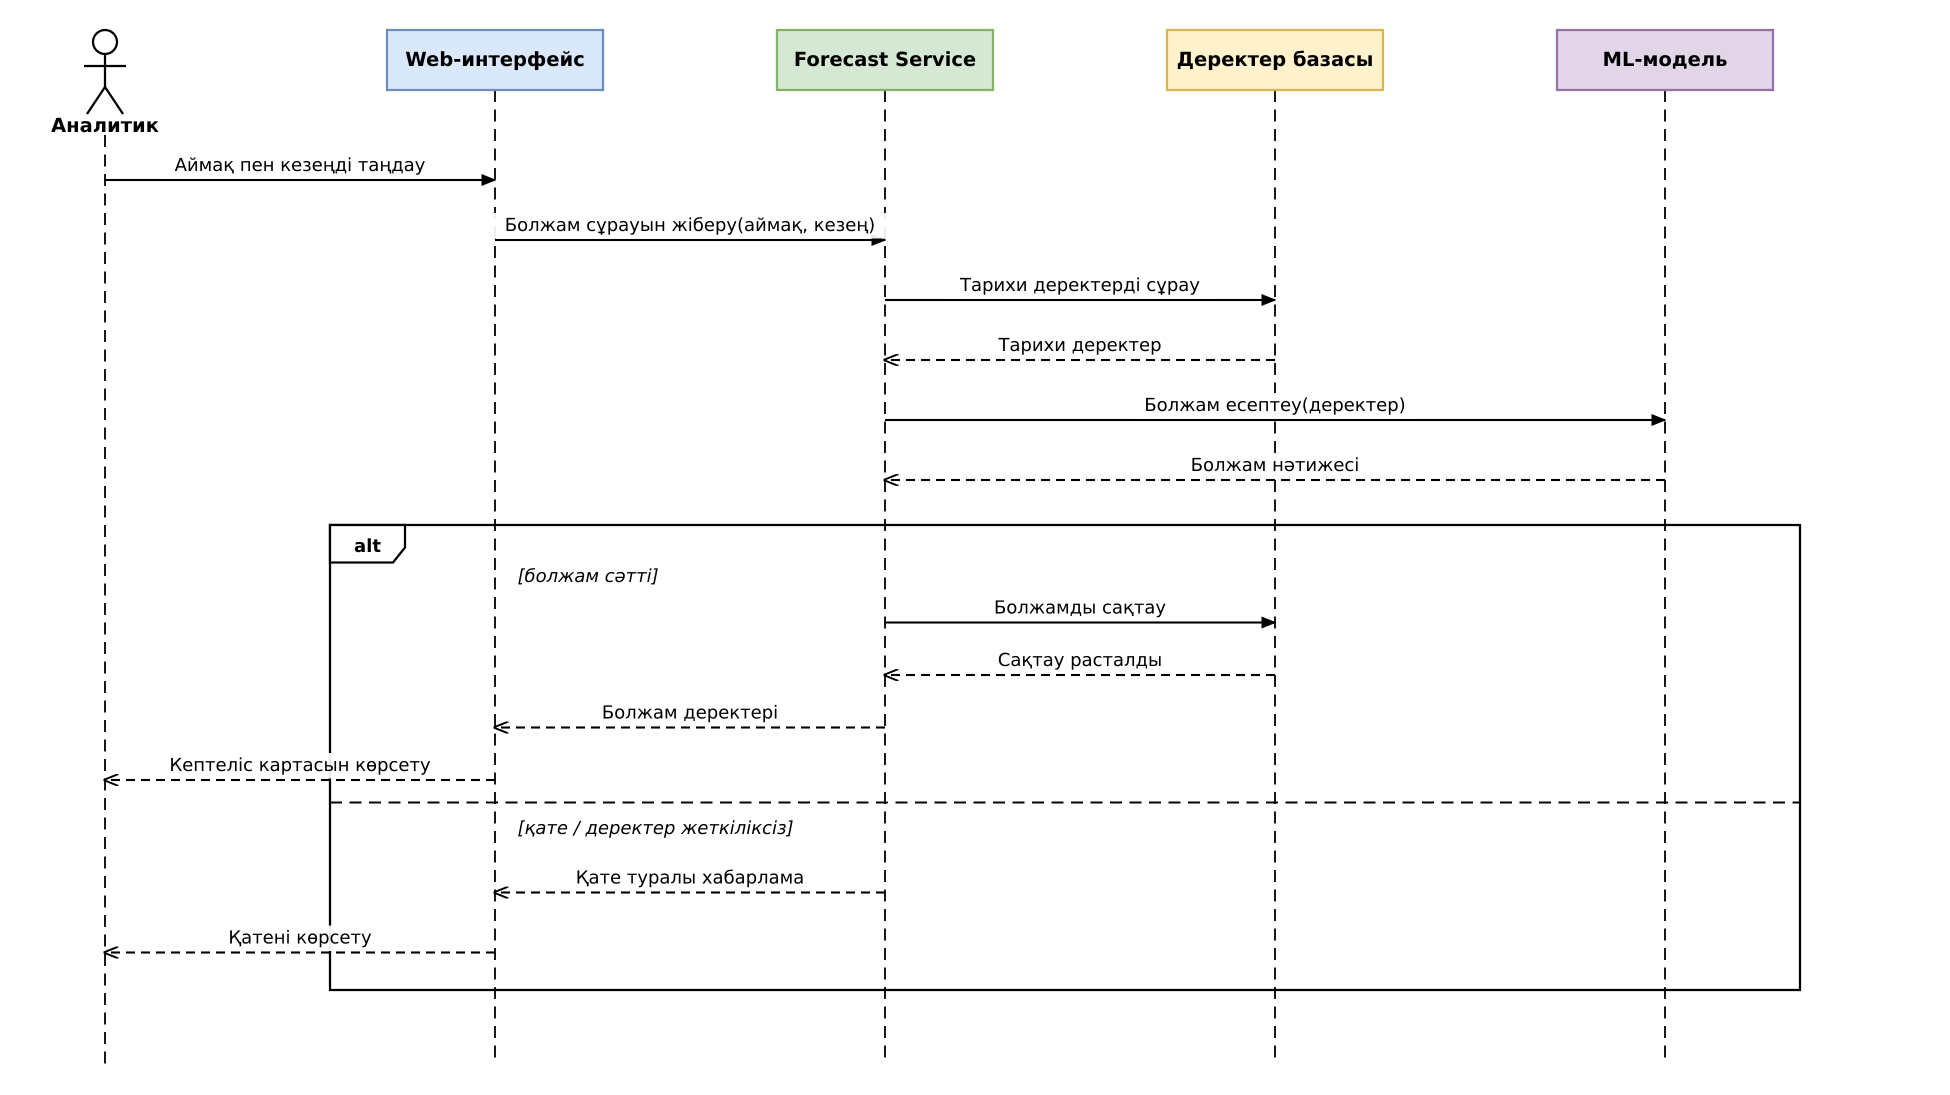 Аналитик
Web-интерфейс
Forecast Service
Деректер базасы
ML-модель
Аймақ пен кезеңді таңдау
Болжам сұрауын жіберу(аймақ, кезең)
Тарихи деректерді сұрау
Тарихи деректер
Болжам есептеу(деректер)
Болжам нәтижесі
alt
[болжам сәтті]
Болжамды сақтау
Сақтау расталды
Болжам деректері
Кептеліс картасын көрсету
[қате / деректер жеткіліксіз]
Қате туралы хабарлама
Қатені көрсету